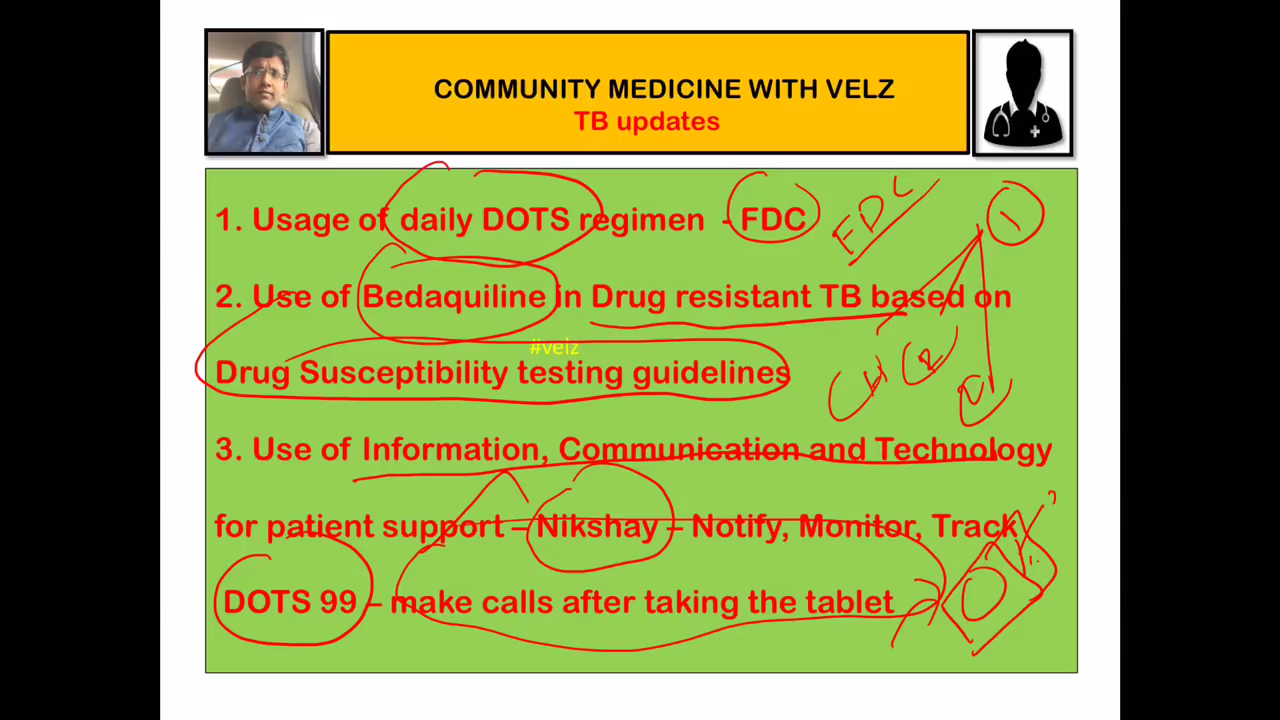 COMMUNITY MEDICINE WITH VELZ
TB updates
1. Usage of daily DOTS regimen - FDC
FDC
1
2. Use of Bedaquiline in Drug resistant TB based on
#velz
Drug Susceptibility testing guidelines
H R
3. Use of Information, Communication and Technology
for patient support – Nikshay – Notify, Monitor, Track
DOTS 99 – make calls after taking the tablet